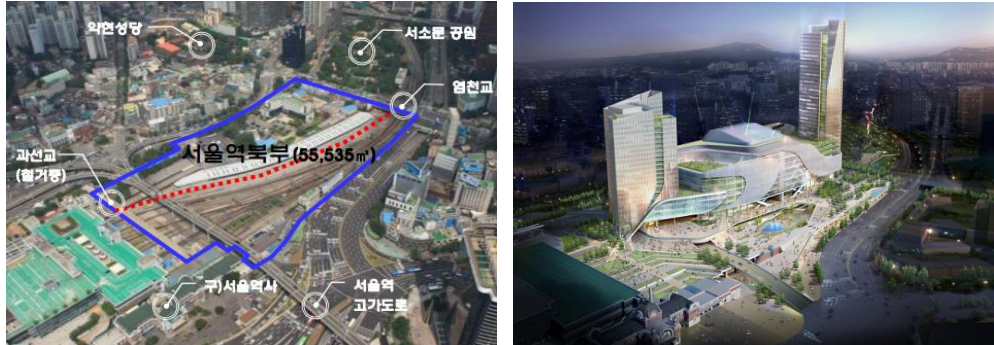 약현성당
서소문 공원
염천교
서울역북부 (55,535㎡)
과선교
(철거중)
구)서울역사
서울역
고가도로